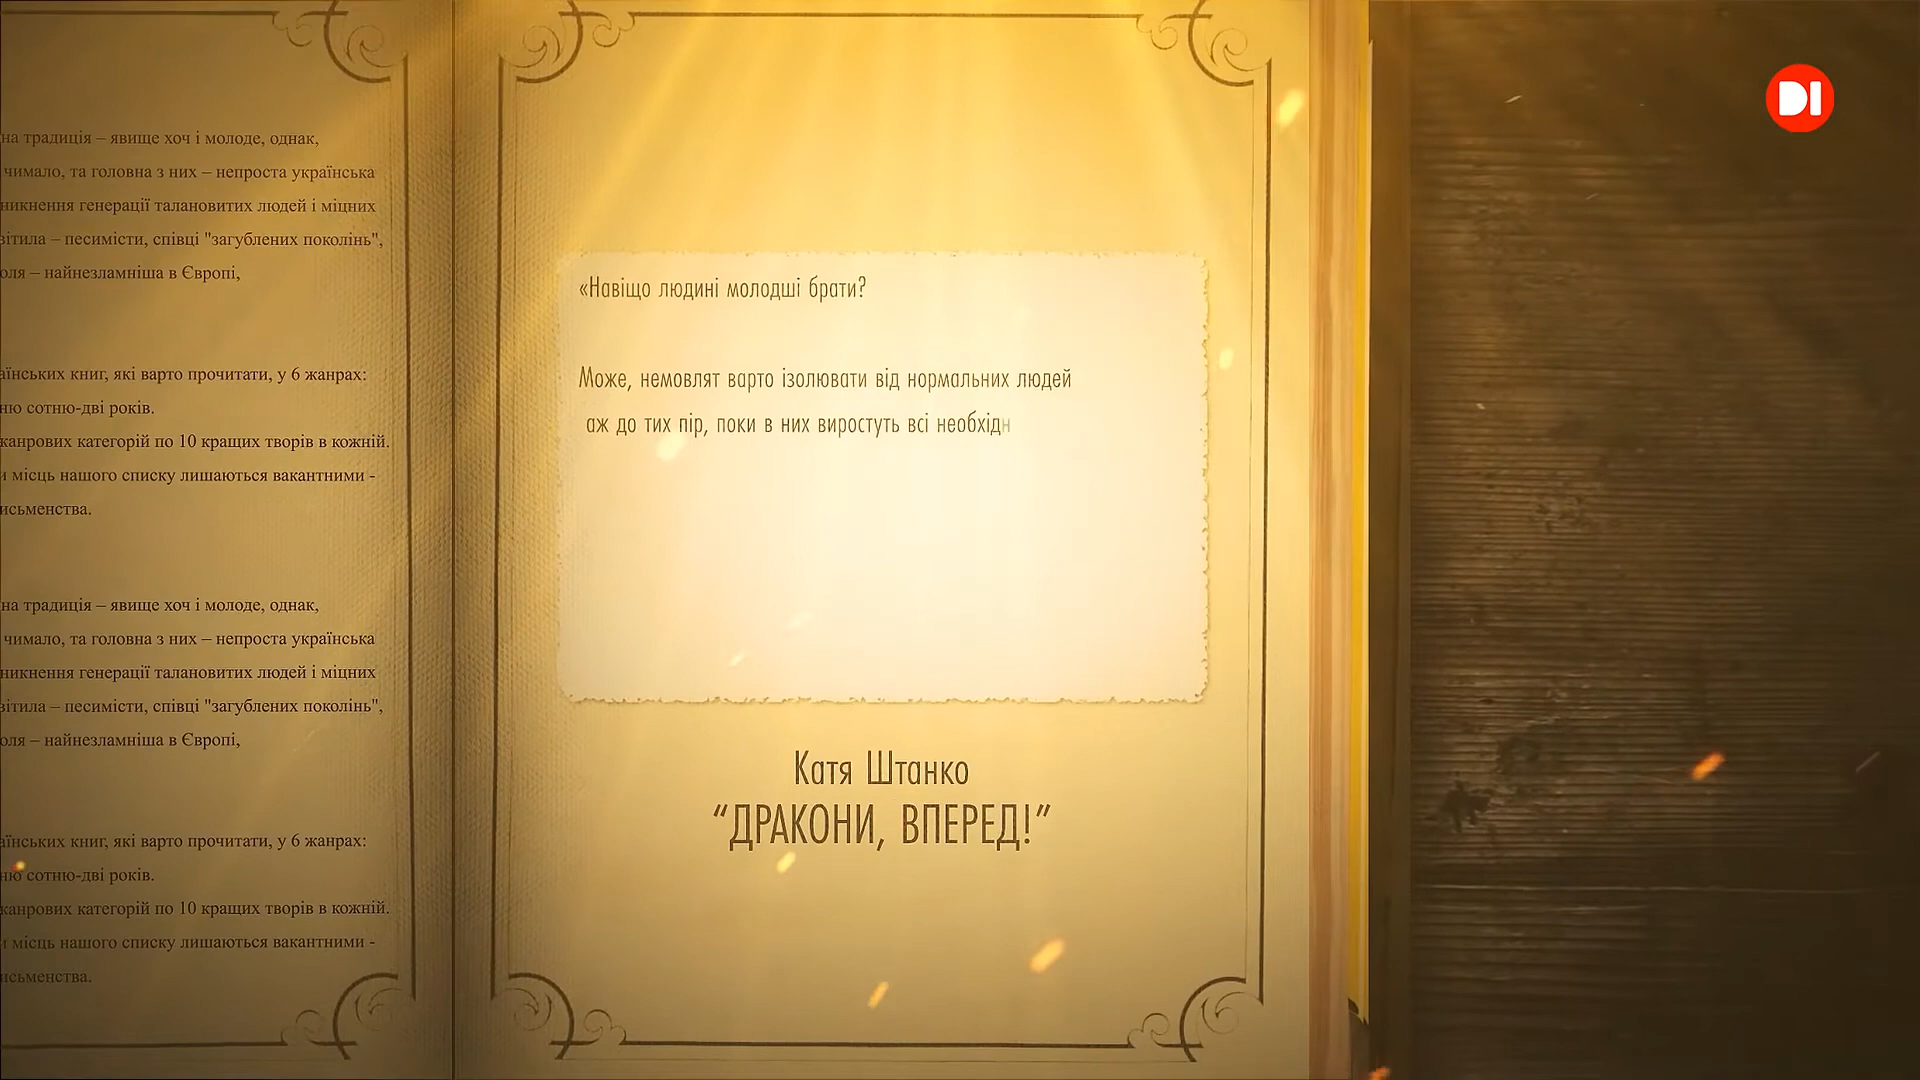 на традиція – явище хоч і молоде, однак,
чимало, та головна з них – непроста українська
никнення генерації талановитих людей і міцних
вітила – песимісти, співці "загублених поколінь",
оля – найнезламніша в Європі,
аїнських книг, які варто прочитати, у 6 жанрах:
ню сотню-дві років.
жанрових категорій по 10 кращих творів в кожній.
и місць нашого списку лишаються вакантними -
исьменства.
на традиція – явище хоч і молоде, однак,
чимало, та головна з них – непроста українська
никнення генерації талановитих людей і міцних
вітила – песимісти, співці "загублених поколінь",
оля – найнезламніша в Європі,
аїнських книг, які варто прочитати, у 6 жанрах:
ню сотню-дві років.
жанрових категорій по 10 кращих творів в кожній.
и місць нашого списку лишаються вакантними -
исьменства.
«Навіщо людині молодші брати?
Може, немовлят варто ізолювати від нормальних людей
аж до тих пір, поки в них виростуть всі необхідн
Катя Штанко
“ДРАКОНИ, ВПЕРЕД!”
DI